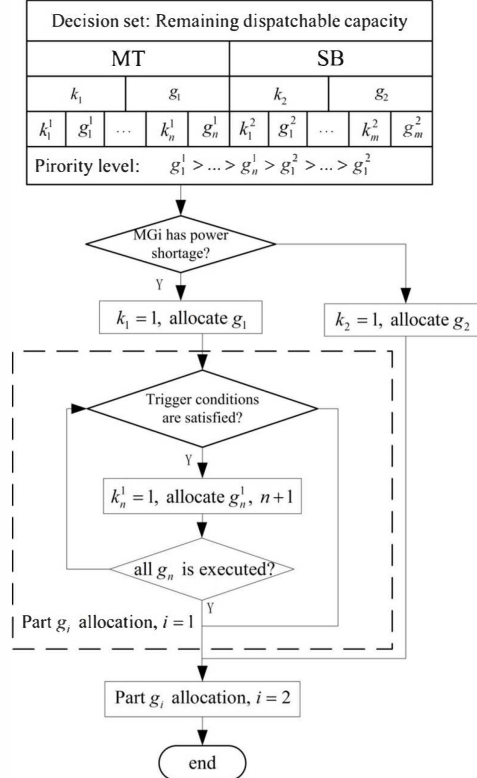 Decision set: Remaining dispatchable capacity
MT SB
k₁ g₁ k₂ g₂
k₁¹ g₁¹ ... kₙ¹ gₙ¹ k₁² g₁² ... kₘ² gₘ²
Pirority level: g₁¹ > ... > gₙ¹ > g₁² > ... > g₁²
MGi has power
shortage?
Y
k₁ = 1, allocate g₁
k₂ = 1, allocate g₂
Trigger conditions
are satisfied?
Y
kₙ¹ = 1, allocate gₙ¹, n+1
all gₙ is executed?
Y
Part gᵢ allocation, i = 1
Part gᵢ allocation, i = 2
end